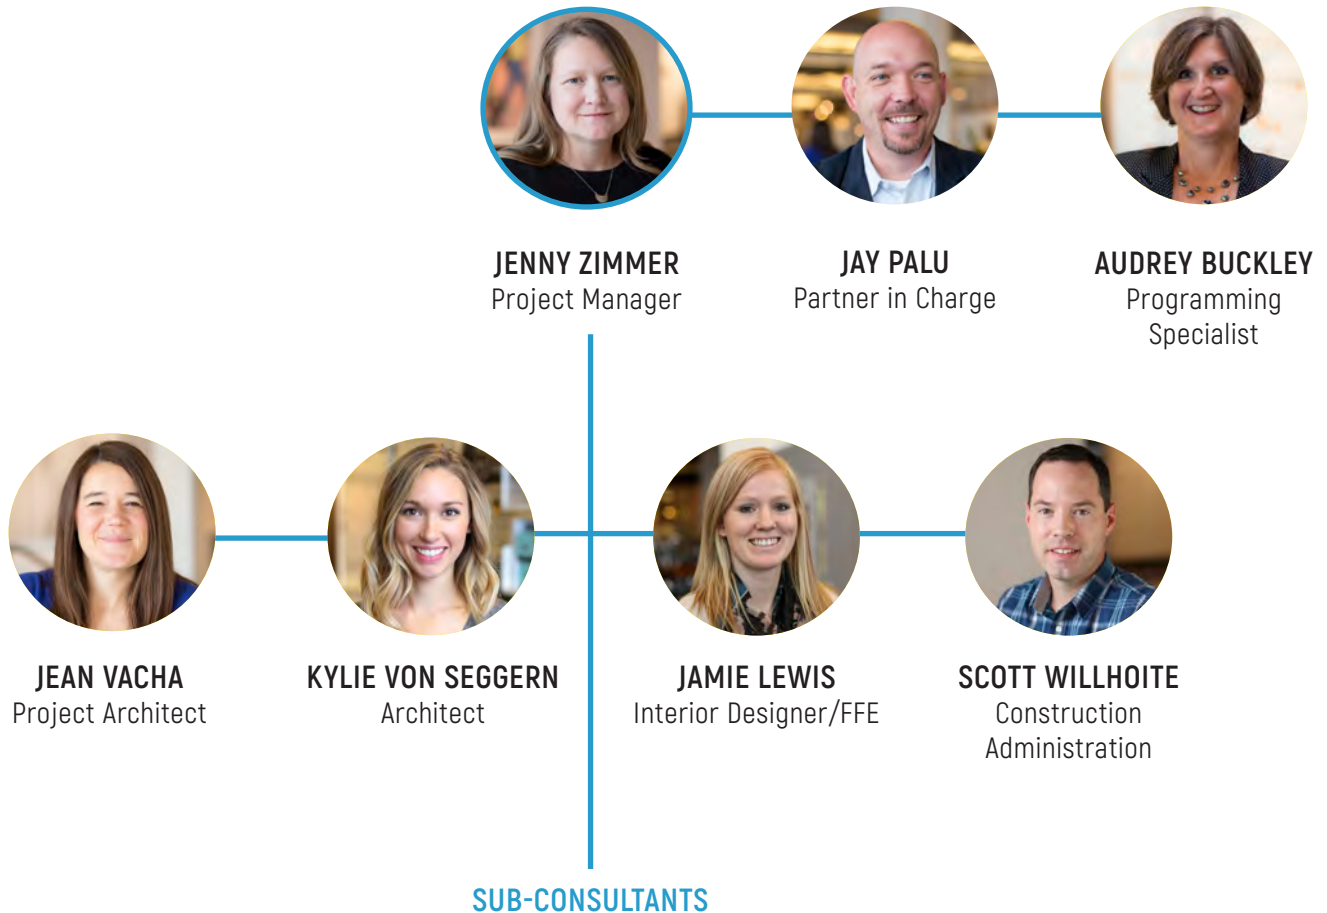 JENNY ZIMMER
Project Manager
JAY PALU
Partner in Charge
AUDREY BUCKLEY
Programming
Specialist
JEAN VACHA
Project Architect
KYLIE VON SEGGERN
Architect
JAMIE LEWIS
Interior Designer/FFE
SCOTT WILLHOITE
Construction
Administration
SUB-CONSULTANTS